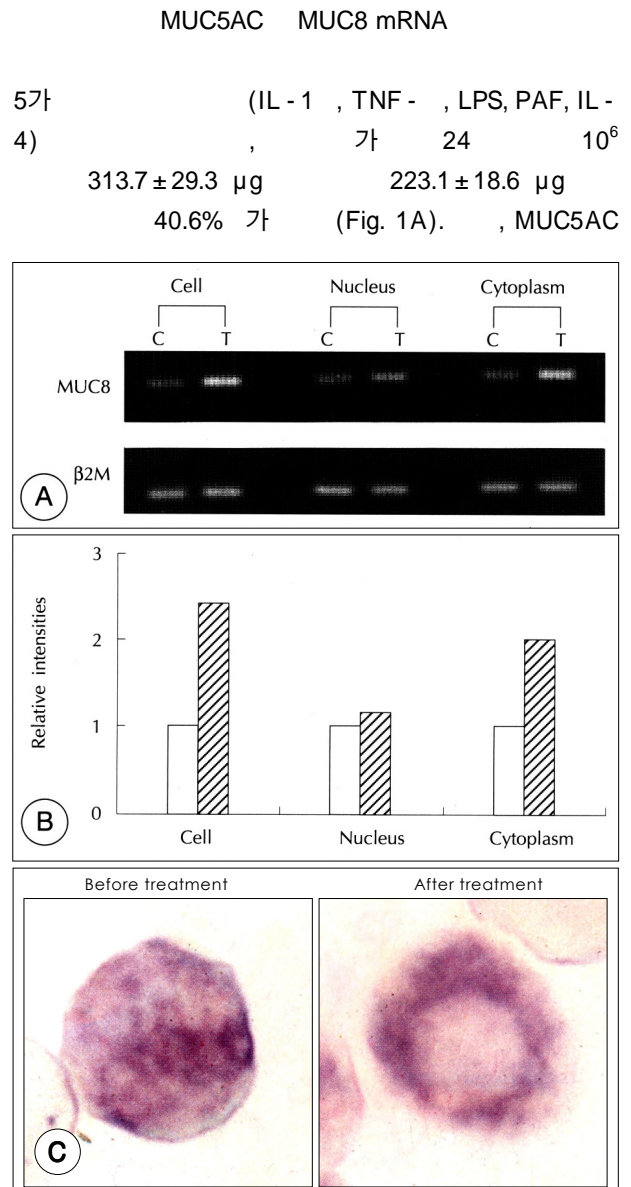 MUC5AC MUC8 mRNA
5가 (IL - 1 , TNF - , LPS, PAF, IL -
4) , 가 24 10⁶
313.7 ± 29.3 μg 223.1 ± 18.6 μg
40.6% 가 (Fig. 1A). , MUC5AC
Cell Nucleus Cytoplasm
C T C T C T
MUC8
β2M
A
3
2
1
0
Relative intensities
Cell Nucleus Cytoplasm
B
Before treatment After treatment
C